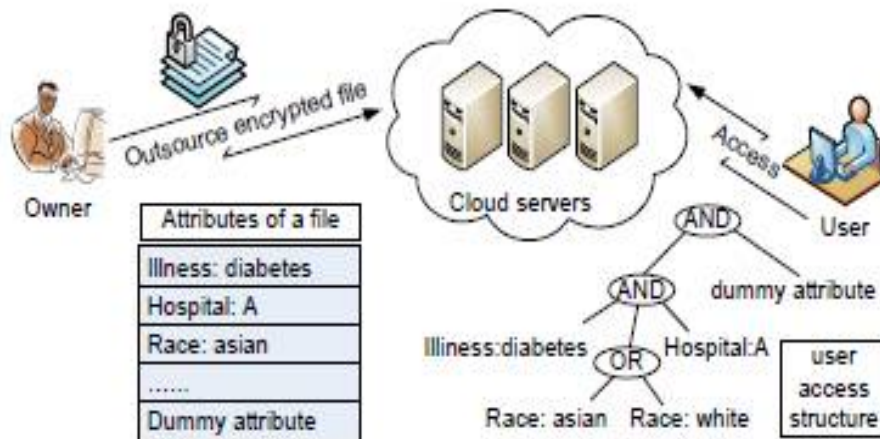 Outsource encrypted file
Owner
Cloud servers
Access
User
Attributes of a file
Illness: diabetes
Hospital: A
Race: asian
......
Dummy attribute
AND
AND
dummy attribute
Illiness:diabetes
OR
Hospital:A
Race: asian
Race: white
user
access
structure